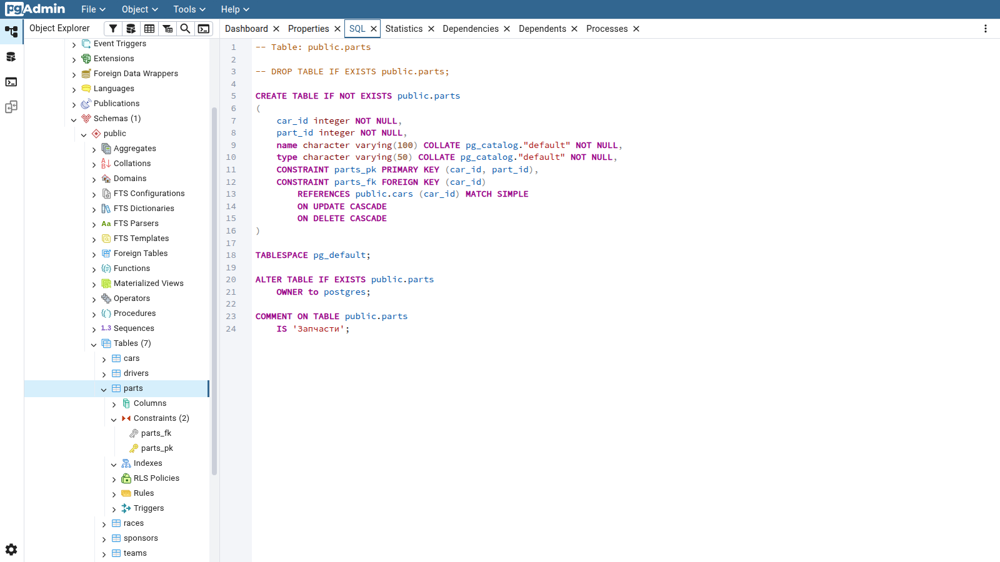 pgAdmin File Object Tools Help
Object Explorer
Dashboard Properties SQL Statistics Dependencies Dependents Processes
Event Triggers
Extensions
Foreign Data Wrappers
Languages
Publications
Schemas (1)
public
Aggregates
Collations
Domains
FTS Configurations
FTS Dictionaries
Aa FTS Parsers
FTS Templates
Foreign Tables
Functions
Materialized Views
Operators
Procedures
1..3 Sequences
Tables (7)
cars
drivers
parts
Columns
Constraints (2)
parts_fk
parts_pk
Indexes
RLS Policies
Rules
Triggers
races
sponsors
teams
1 -- Table: public.parts
2
3 -- DROP TABLE IF EXISTS public.parts;
4
5 CREATE TABLE IF NOT EXISTS public.parts
6 (
7 car_id integer NOT NULL,
8 part_id integer NOT NULL,
9 name character varying(100) COLLATE pg_catalog."default" NOT NULL,
10 type character varying(50) COLLATE pg_catalog."default" NOT NULL,
11 CONSTRAINT parts_pk PRIMARY KEY (car_id, part_id),
12 CONSTRAINT parts_fk FOREIGN KEY (car_id)
13 REFERENCES public.cars (car_id) MATCH SIMPLE
14 ON UPDATE CASCADE
15 ON DELETE CASCADE
16 )
17
18 TABLESPACE pg_default;
19
20 ALTER TABLE IF EXISTS public.parts
21 OWNER to postgres;
22
23 COMMENT ON TABLE public.parts
24 IS 'Запчасти';